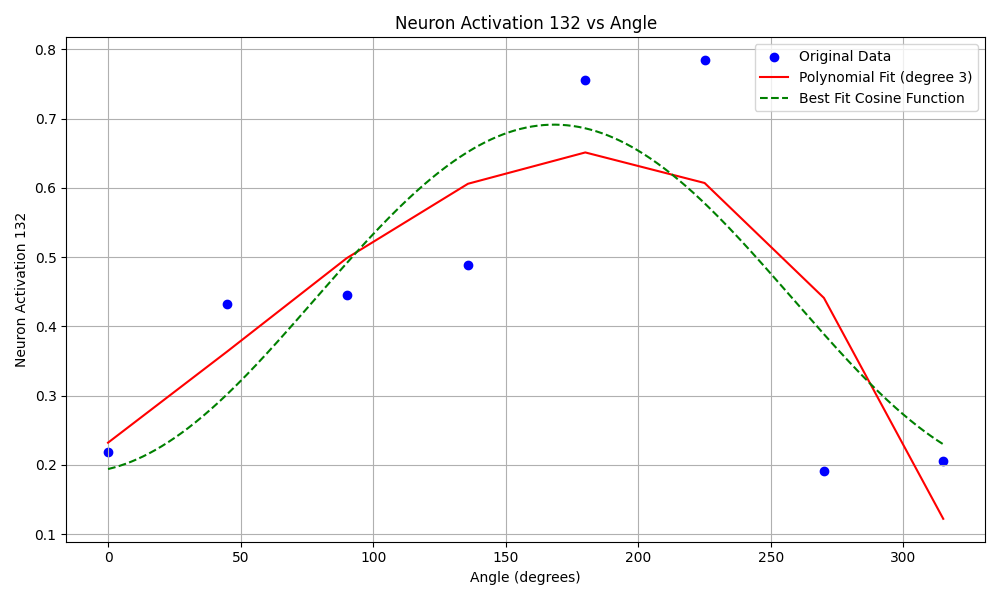 Neuron Activation 132 vs Angle
Original Data
Polynomial Fit (degree 3)
Best Fit Cosine Function
Neuron Activation 132
0.8
0.7
0.6
0.5
0.4
0.3
0.2
0.1
0
50
100
150
200
250
300
Angle (degrees)